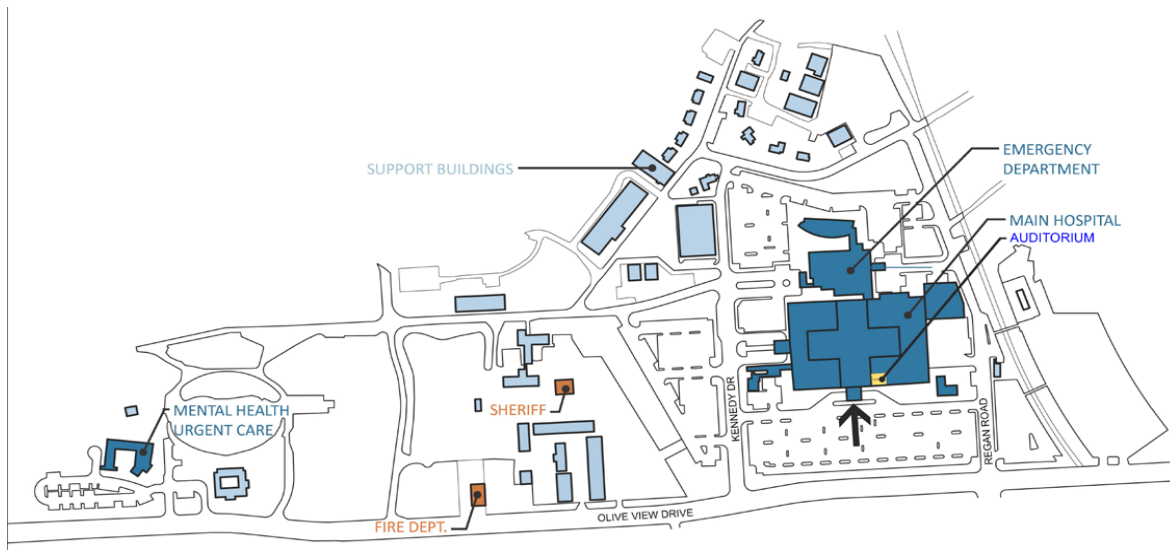 SUPPORT BUILDINGS
EMERGENCY
DEPARTMENT
MAIN HOSPITAL
AUDITORIUM
KENNEDY DR
REGAN ROAD
SHERIFF
MENTAL HEALTH
URGENT CARE
FIRE DEPT.
OLIVE VIEW DRIVE